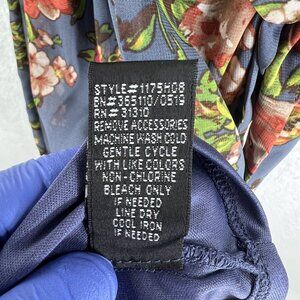 STYLE#1175H08
BN#365110/0519
RN#31310
REMOVE ACCESSORIES
MACHINE WASH COLD
GENTLE CYCLE
WITH LIKE COLORS
NON-CHLORINE
BLEACH ONLY
IF NEEDED
LINE DRY
COOL IRON
IF NEEDED